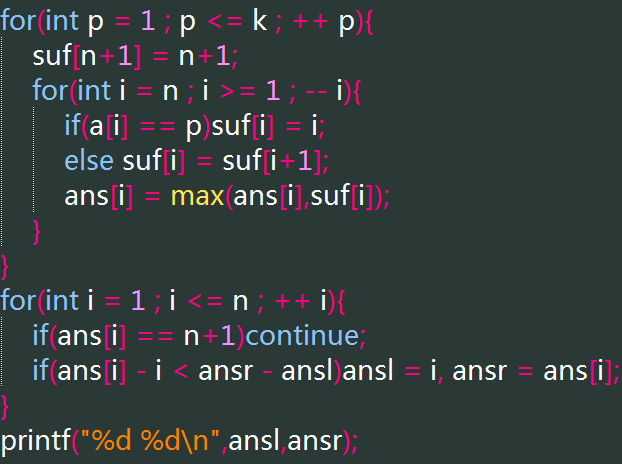 for(int p = 1 ; p <= k ; ++ p){
suf[n+1] = n+1;
for(int i = n ; i >= 1 ; -- i){
if(a[i] == p)suf[i] = i;
else suf[i] = suf[i+1];
ans[i] = max(ans[i],suf[i]);
}
}
for(int i = 1 ; i <= n ; ++ i){
if(ans[i] == n+1)continue;
if(ans[i] - i < ansr - ansl)ansl = i, ansr = ans[i];
}
printf("%d %d\n",ansl,ansr);